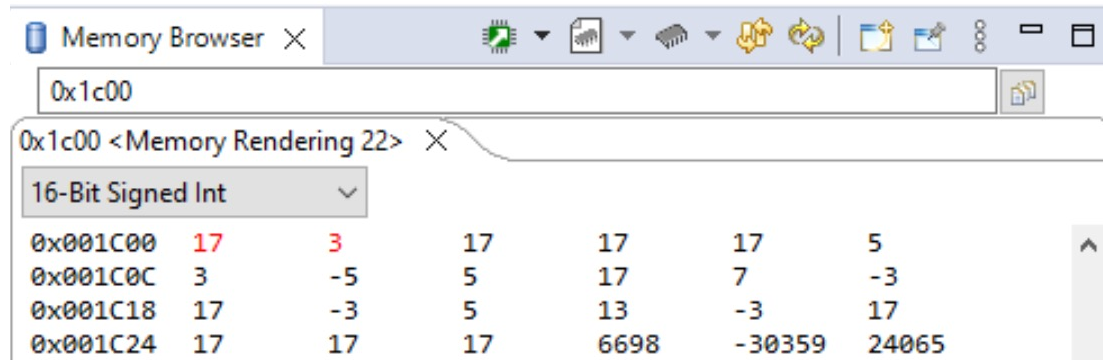 Memory Browser
0x1c00
0x1c00 <Memory Rendering 22>
16-Bit Signed Int
0x001C00 17 3 17 17 17 5
0x001C0C 3 -5 5 17 7 -3
0x001C18 17 -3 5 13 -3 17
0x001C24 17 17 17 6698 -30359 24065